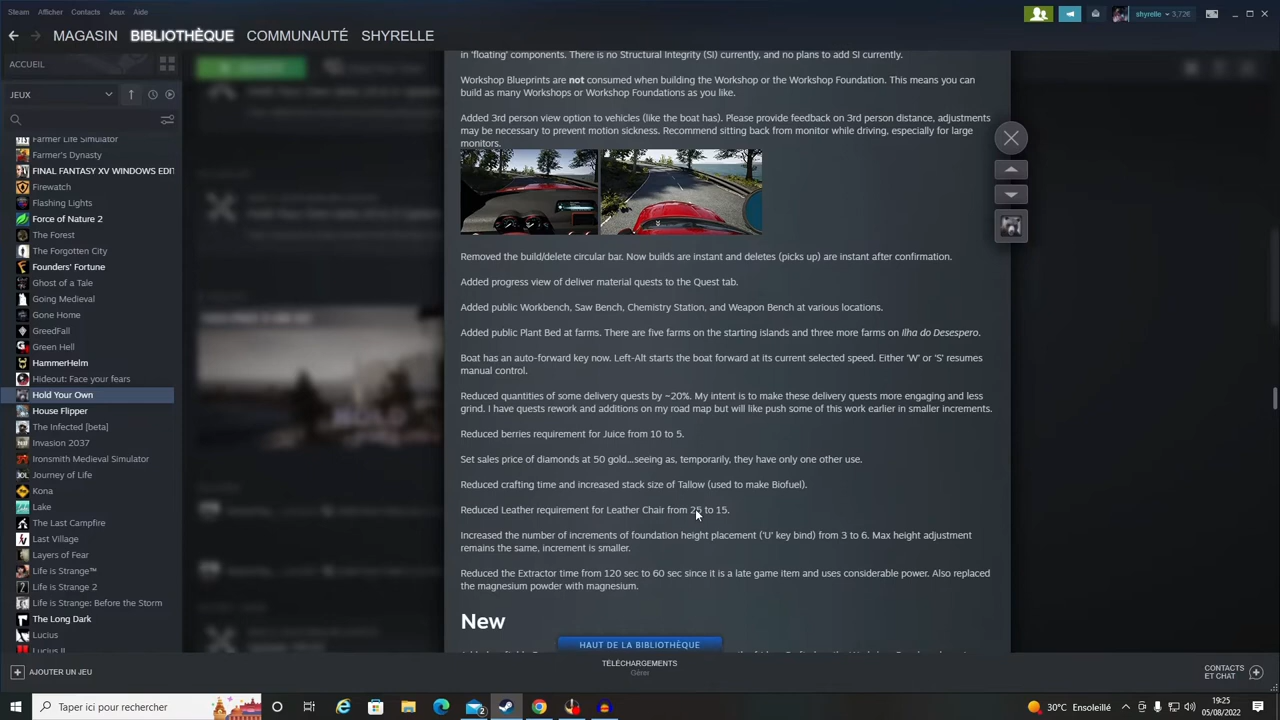 Steam Afficher Contacts Jeux Aide
shyrelle 3,72€
MAGASIN BIBLIOTHÈQUE COMMUNAUTÉ SHYRELLE
ACCUEIL
JEUX
Farmer Life Simulator
Farmer's Dynasty
FINAL FANTASY XV WINDOWS EDIT
Firewatch
Flashing Lights
Force of Nature 2
The Forest
The Forgotten City
Founders' Fortune
Ghost of a Tale
Going Medieval
Gone Home
GreedFall
Green Hell
HammerHelm
Hideout: Face your fears
Hold Your Own
House Flipper
The Infected [beta]
Invasion 2037
Ironsmith Medieval Simulator
Journey of Life
Kona
Lake
The Last Campfire
Last Village
Layers of Fear
Life is Strange™
Life is Strange 2
Life is Strange: Before the Storm
The Long Dark
Lucius
Lucius II
in 'floating' components. There is no Structural Integrity (SI) currently, and no plans to add SI currently.
Workshop Blueprints are not consumed when building the Workshop or the Workshop Foundation. This means you can
build as many Workshops or Workshop Foundations as you like.
Added 3rd person view option to vehicles (like the boat has). Please provide feedback on 3rd person distance, adjustments
may be necessary to prevent motion sickness. Recommend sitting back from monitor while driving, especially for large
monitors.
Removed the build/delete circular bar. Now builds are instant and deletes (picks up) are instant after confirmation.
Added progress view of deliver material quests to the Quest tab.
Added public Workbench, Saw Bench, Chemistry Station, and Weapon Bench at various locations.
Added public Plant Bed at farms. There are five farms on the starting islands and three more farms on Ilha do Desespero.
Boat has an auto-forward key now. Left-Alt starts the boat forward at its current selected speed. Either 'W' or 'S' resumes
manual control.
Reduced quantities of some delivery quests by ~20%. My intent is to make these delivery quests more engaging and less
grind. I have quests rework and additions on my road map but will like push some of this work earlier in smaller increments.
Reduced berries requirement for Juice from 10 to 5.
Set sales price of diamonds at 50 gold...seeing as, temporarily, they have only one other use.
Reduced crafting time and increased stack size of Tallow (used to make Biofuel).
Reduced Leather requirement for Leather Chair from 25 to 15.
Increased the number of increments of foundation height placement ('U' key bind) from 3 to 6. Max height adjustment
remains the same, increment is smaller.
Reduced the Extractor time from 120 sec to 60 sec since it is a late game item and uses considerable power. Also replaced
the magnesium powder with magnesium.
New
HAUT DE LA BIBLIOTHÈQUE
AJOUTER UN JEU
TÉLÉCHARGEMENTS
Gérer
CONTACTS
ET CHAT
Taper ici pour rechercher
2
30°C Ensoleillé
19:25
05/08/2022